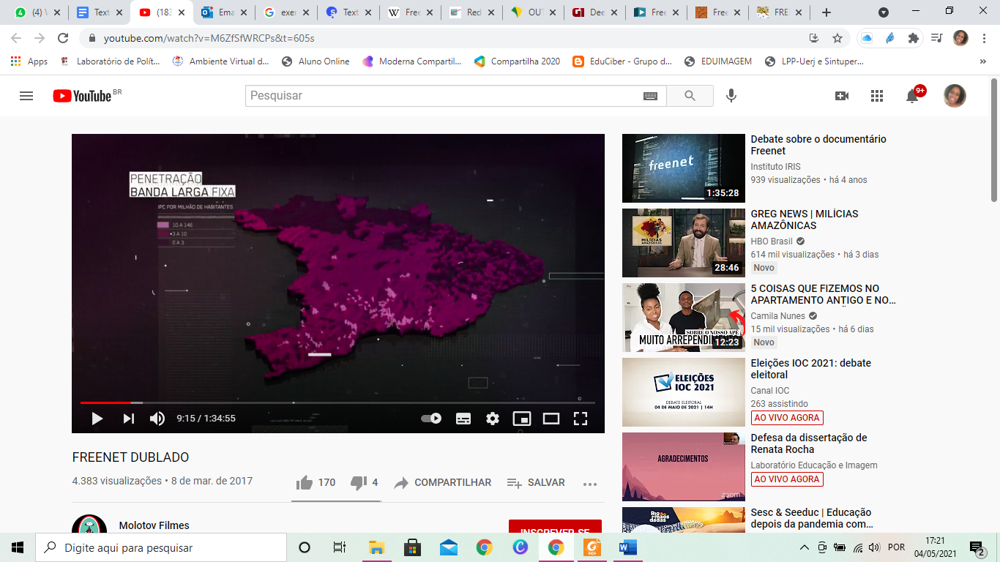 (4) V
Text
(183
Ema
exer
Text
Free
Red
OUT
Dee
Free
Free
FRE
youtube.com/watch?v=M6ZfSfWRCPs&t=605s
Apps
Laboratório de Polít...
Ambiente Virtual d...
Aluno Online
Moderna Compartil...
Compartilha 2020
EduCiber - Grupo d...
EDUIMAGEM
LPP-Uerj e Sintuper...
»
YouTube BR
Pesquisar
9+
PENETRAÇÃO
BANDA LARGA FIXA
IPC POR MILHÃO DE HABITANTES
10 A 146
3 A 10
0 A 3
9:15 / 1:34:55
FREENET DUBLADO
4.383 visualizações • 8 de mar. de 2017
170
4
COMPARTILHAR
SALVAR
Molotov Filmes
INSCREVER-SE
freenet
1:35:28
Debate sobre o documentário
Freenet
Instituto IRIS
939 visualizações • há 4 anos
MILÍCIAS
AMAZÔNICAS
28:46
GREG NEWS | MILÍCIAS
AMAZÔNICAS
HBO Brasil
614 mil visualizações • há 3 dias
Novo
SOBRE O NOSSO APÊ
MUITO ARREPENDIMENTO
12:23
5 COISAS QUE FIZEMOS NO
APARTAMENTO ANTIGO E NO...
Camila Nunes
15 mil visualizações • há 6 dias
Novo
ELEIÇÕES
IOC 2021
DEBATE ELEITORAL
04 DE MAIO DE 2021 | 14H
Eleições IOC 2021: debate
eleitoral
Canal IOC
263 assistindo
AO VIVO AGORA
AGRADECIMENTOS
zoom
Defesa da dissertação de
Renata Rocha
Laboratório Educação e Imagem
AO VIVO AGORA
Sesc & Seeduc | Educação
depois da pandemia com...
Digite aqui para pesquisar
POR
17:21
04/05/2021
2